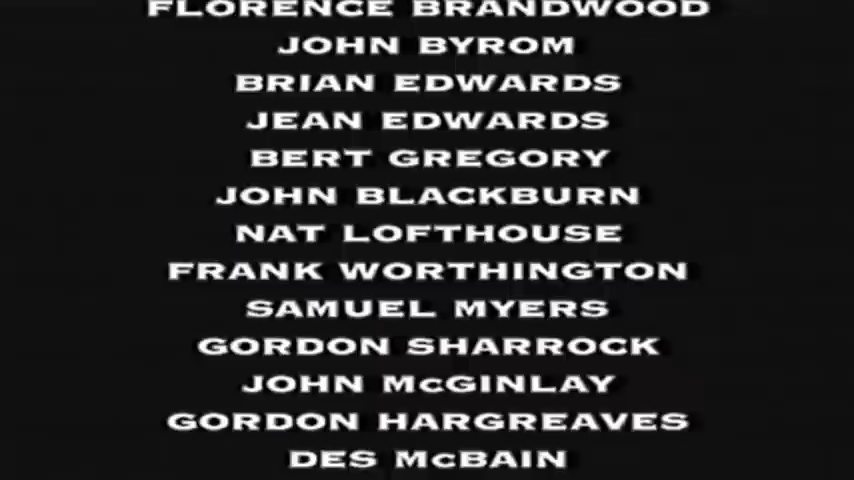 FLORENCE BRANDWOOD
JOHN BYROM
BRIAN EDWARDS
JEAN EDWARDS
BERT GREGORY
JOHN BLACKBURN
NAT LOFTHOUSE
FRANK WORTHINGTON
SAMUEL MYERS
GORDON SHARROCK
JOHN McGINLAY
GORDON HARGREAVES
DES McBAIN